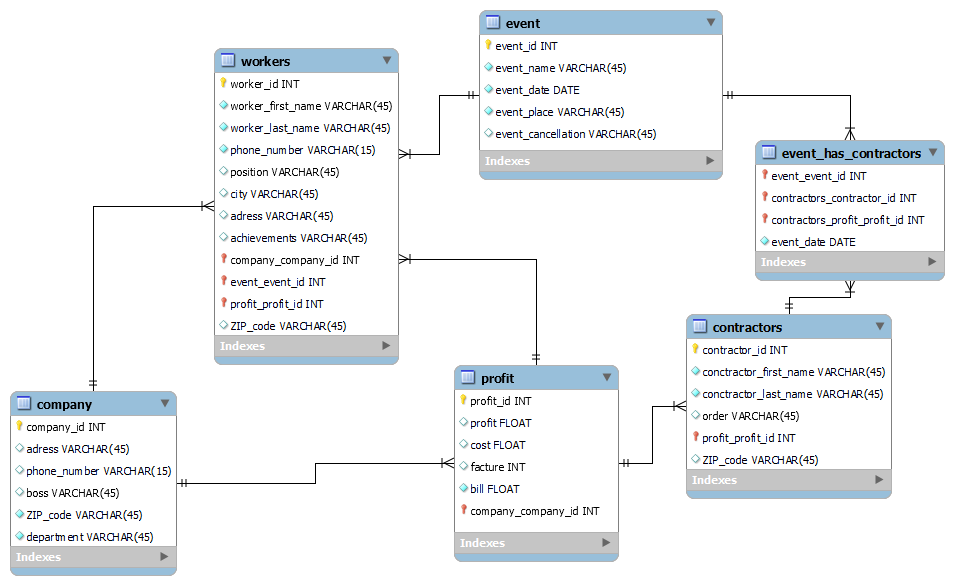 event
event_id INT
event_name VARCHAR(45)
event_date DATE
event_place VARCHAR(45)
event_cancellation VARCHAR(45)
Indexes
workers
worker_id INT
worker_first_name VARCHAR(45)
worker_last_name VARCHAR(45)
phone_number VARCHAR(15)
position VARCHAR(45)
city VARCHAR(45)
adress VARCHAR(45)
achievements VARCHAR(45)
company_company_id INT
event_event_id INT
profit_profit_id INT
ZIP_code VARCHAR(45)
Indexes
event_has_contractors
event_event_id INT
contractors_contractor_id INT
contractors_profit_profit_id INT
event_date DATE
Indexes
contractors
contractor_id INT
conctractor_first_name VARCHAR(45)
conctractor_last_name VARCHAR(45)
order VARCHAR(45)
profit_profit_id INT
ZIP_code VARCHAR(45)
Indexes
profit
profit_id INT
profit FLOAT
cost FLOAT
facture INT
bill FLOAT
company_company_id INT
Indexes
company
company_id INT
adress VARCHAR(45)
phone_number VARCHAR(15)
boss VARCHAR(45)
ZIP_code VARCHAR(45)
department VARCHAR(45)
Indexes